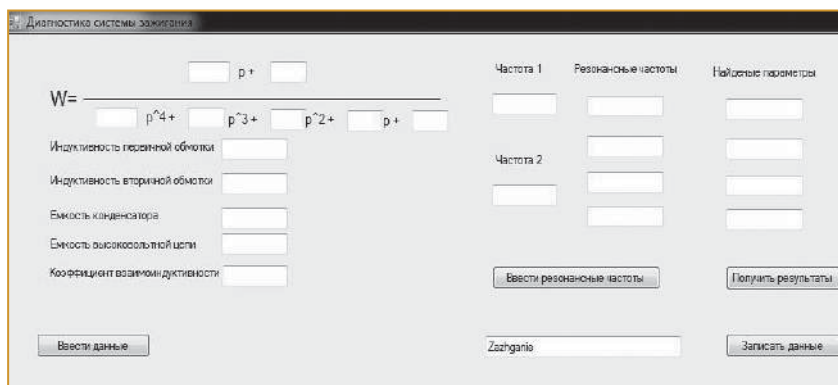 Диагностика системы зажигания
p +
W=
p^4+ p^3+ p^2+ p+
Индуктивность первичной обмотки
Индуктивность вторичной обмотки
Емкость конденсатора
Емкость высоковольтной цепи
Коэффициент взаимоиндуктивности
Ввести данные
Частота 1
Частота 2
Резонансные частоты
Ввести резонансные частоты
Zazhganie
Найденые параметры
Получить результаты
Записать данные